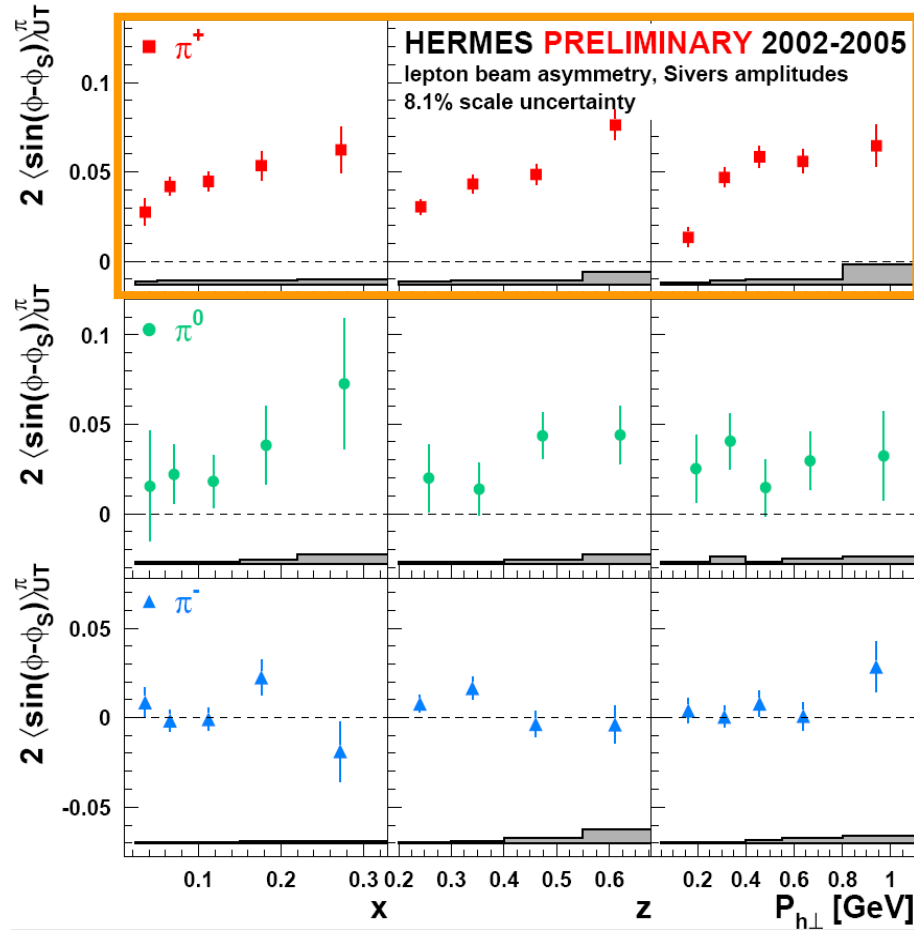 2 ⟨sin(ϕ-ϕS)⟩πUT
π+
HERMES PRELIMINARY 2002-2005
lepton beam asymmetry, Sivers amplitudes
8.1% scale uncertainty
0.1
0.05
0
2 ⟨sin(ϕ-ϕS)⟩πUT
π0
0.1
0.05
0
2 ⟨sin(ϕ-ϕS)⟩πUT
π-
0.05
0
-0.05
0.1 0.2 0.3 0.2 0.3 0.4 0.5 0.6 0.2 0.4 0.6 0.8 1
x z Ph⊥ [GeV]